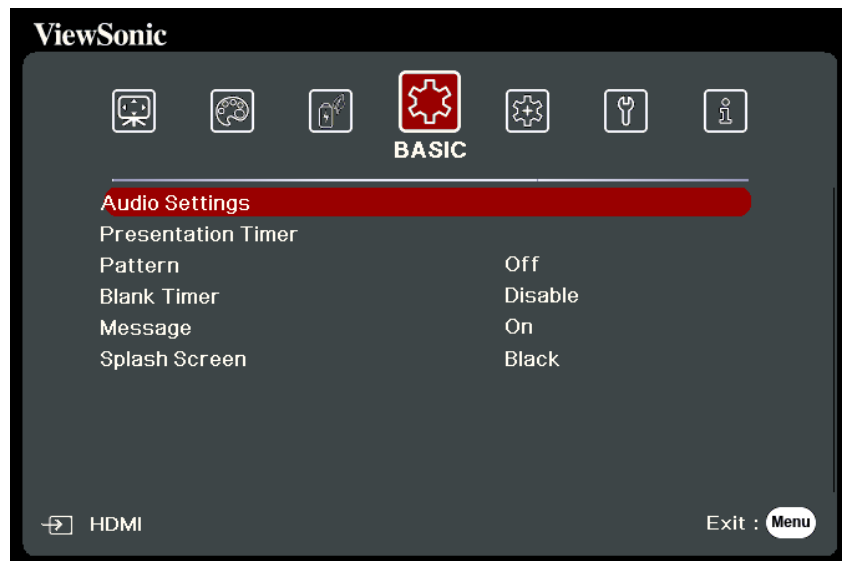 ViewSonic
BASIC
Audio Settings
Presentation Timer
Pattern Off
Blank Timer Disable
Message On
Splash Screen Black
HDMI Exit : Menu